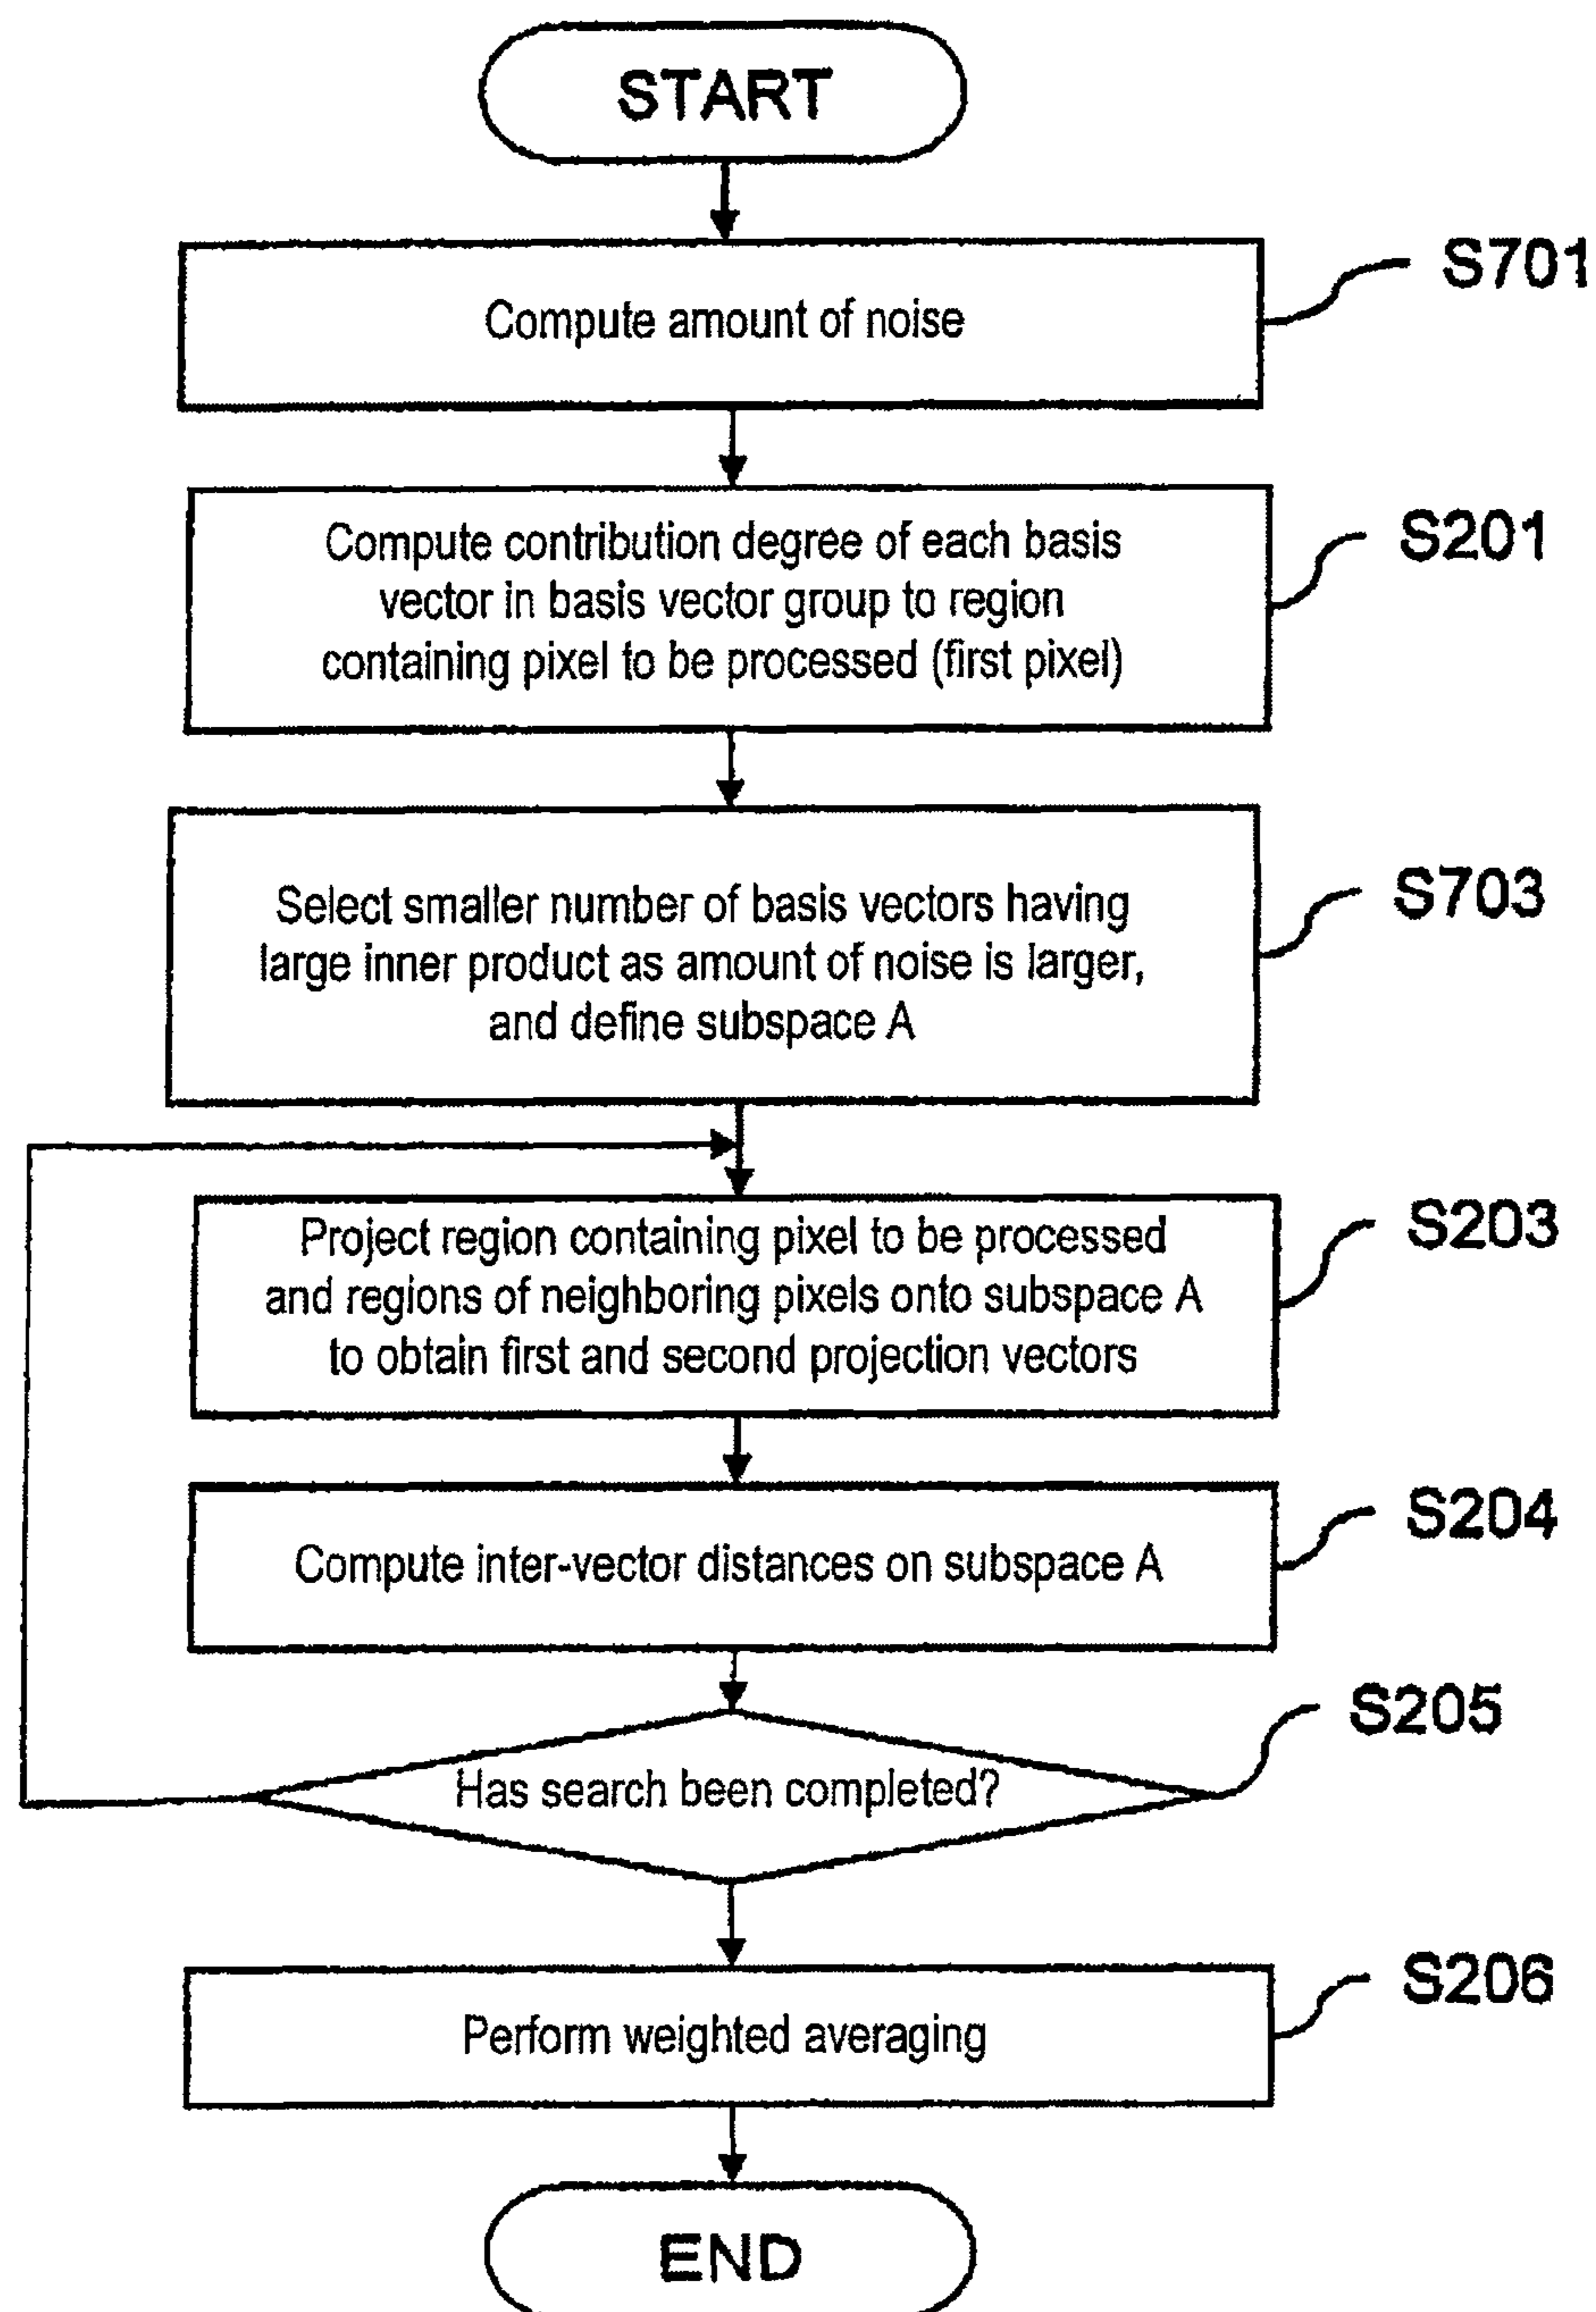 START
Compute amount of noise
S701
Compute contribution degree of each basis
vector in basis vector group to region
containing pixel to be processed (first pixel)
S201
Select smaller number of basis vectors having
large inner product as amount of noise is larger,
and define subspace A
S703
Project region containing pixel to be processed
and regions of neighboring pixels onto subspace A
to obtain first and second projection vectors
S203
Compute inter-vector distances on subspace A
S204
Has search been completed?
S205
Perform weighted averaging
S206
END